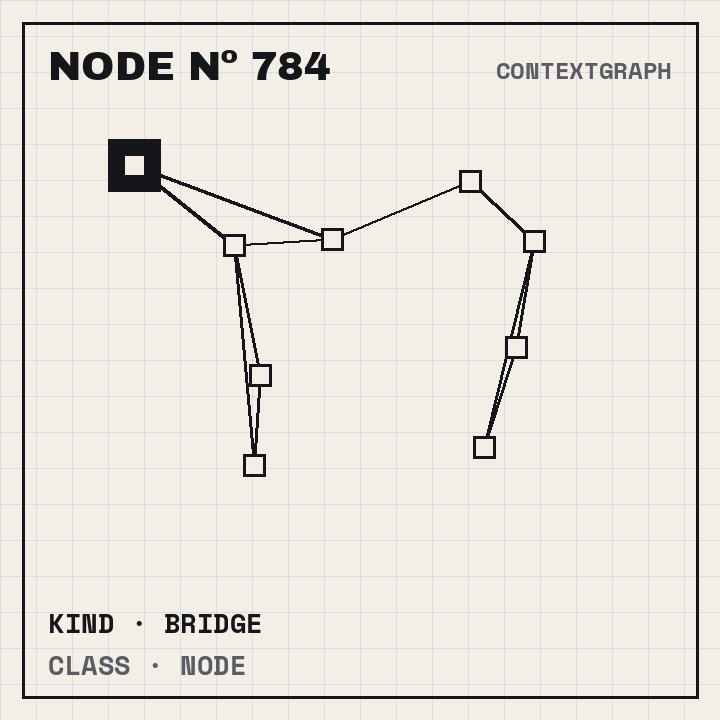 NODE Nº 784
CONTEXTGRAPH
KIND · BRIDGE
CLASS · NODE